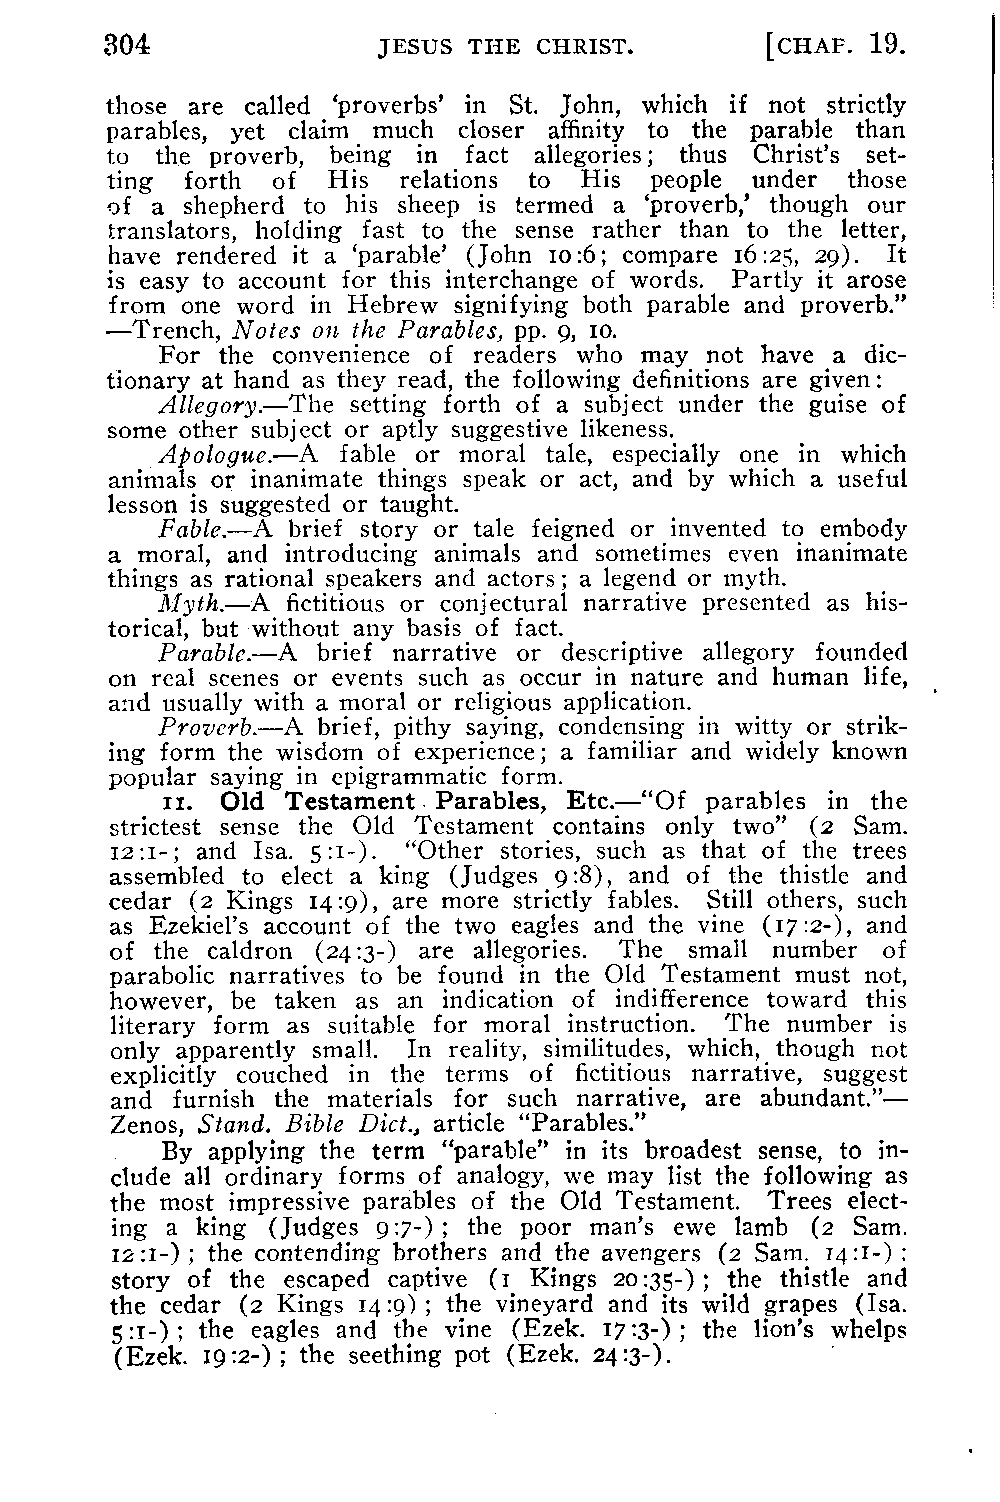 304 JESUS THE CHRIST. [CHAP. 19.
those are called ‘proverbs’ in St. John, which if not strictly
parables, yet claim much closer affinity to the parable than
to the proverb, being in fact allegories; thus Christ's set-
ting forth of His relations to His people under those
of a shepherd to his sheep is termed a ‘proverb,’ though our
translators, holding fast to the sense rather than to the letter,
have rendered it a ‘parable’ (John 10:6; compare 16:25, 29). It
is easy to account for this interchange of words. Partly it arose
from one word in Hebrew signifying both parable and proverb.”
—Trench, Notes on the Parables, pp. 9, 10.
For the convenience of readers who may not have a dic-
tionary at hand as they read, the following definitions are given:
Allegory.—The setting forth of a subject under the guise of
some other subject or aptly suggestive likeness.
Apologue.—A fable or moral tale, especially one in which
animals or inanimate things speak or act, and by which a useful
lesson is suggested or taught.
Fable.—A brief story or tale feigned or invented to embody
a moral, and introducing animals and sometimes even inanimate
things as rational speakers and actors; a legend or myth.
Myth.—A fictitious or conjectural narrative presented as his-
torical, but without any basis of fact.
Parable.—A brief narrative or descriptive allegory founded
on real scenes or events such as occur in nature and human life,
and usually with a moral or religious application.
Proverb.—A brief, pithy saying, condensing in witty or strik-
ing form the wisdom of experience; a familiar and widely known
popular saying in epigrammatic form.
11. Old Testament Parables, Etc.—“Of parables in the
strictest sense the Old Testament contains only two” (2 Sam.
12:1-; and Isa. 5:1-). “Other stories, such as that of the trees
assembled to elect a king (Judges 9:8), and of the thistle and
cedar (2 Kings 14:9), are more strictly fables. Still others, such
as Ezekiel's account of the two eagles and the vine (17:2-), and
of the caldron (24:3-) are allegories. The small number of
parabolic narratives to be found in the Old Testament must not,
however, be taken as an indication of indifference toward this
literary form as suitable for moral instruction. The number is
only apparently small. In reality, similitudes, which, though not
explicitly couched in the terms of fictitious narrative, suggest
and furnish the materials for such narrative, are abundant.”—
Zenos, Stand. Bible Dict., article “Parables.”
By applying the term “parable” in its broadest sense, to in-
clude all ordinary forms of analogy, we may list the following as
the most impressive parables of the Old Testament. Trees elect-
ing a king (Judges 9:7-); the poor man's ewe lamb (2 Sam.
12:1-); the contending brothers and the avengers (2 Sam. 14:1-):
story of the escaped captive (1 Kings 20:35-); the thistle and
the cedar (2 Kings 14:9); the vineyard and its wild grapes (Isa.
5:1-); the eagles and the vine (Ezek. 17:3-); the lion's whelps
(Ezek. 19:2-); the seething pot (Ezek. 24:3-).